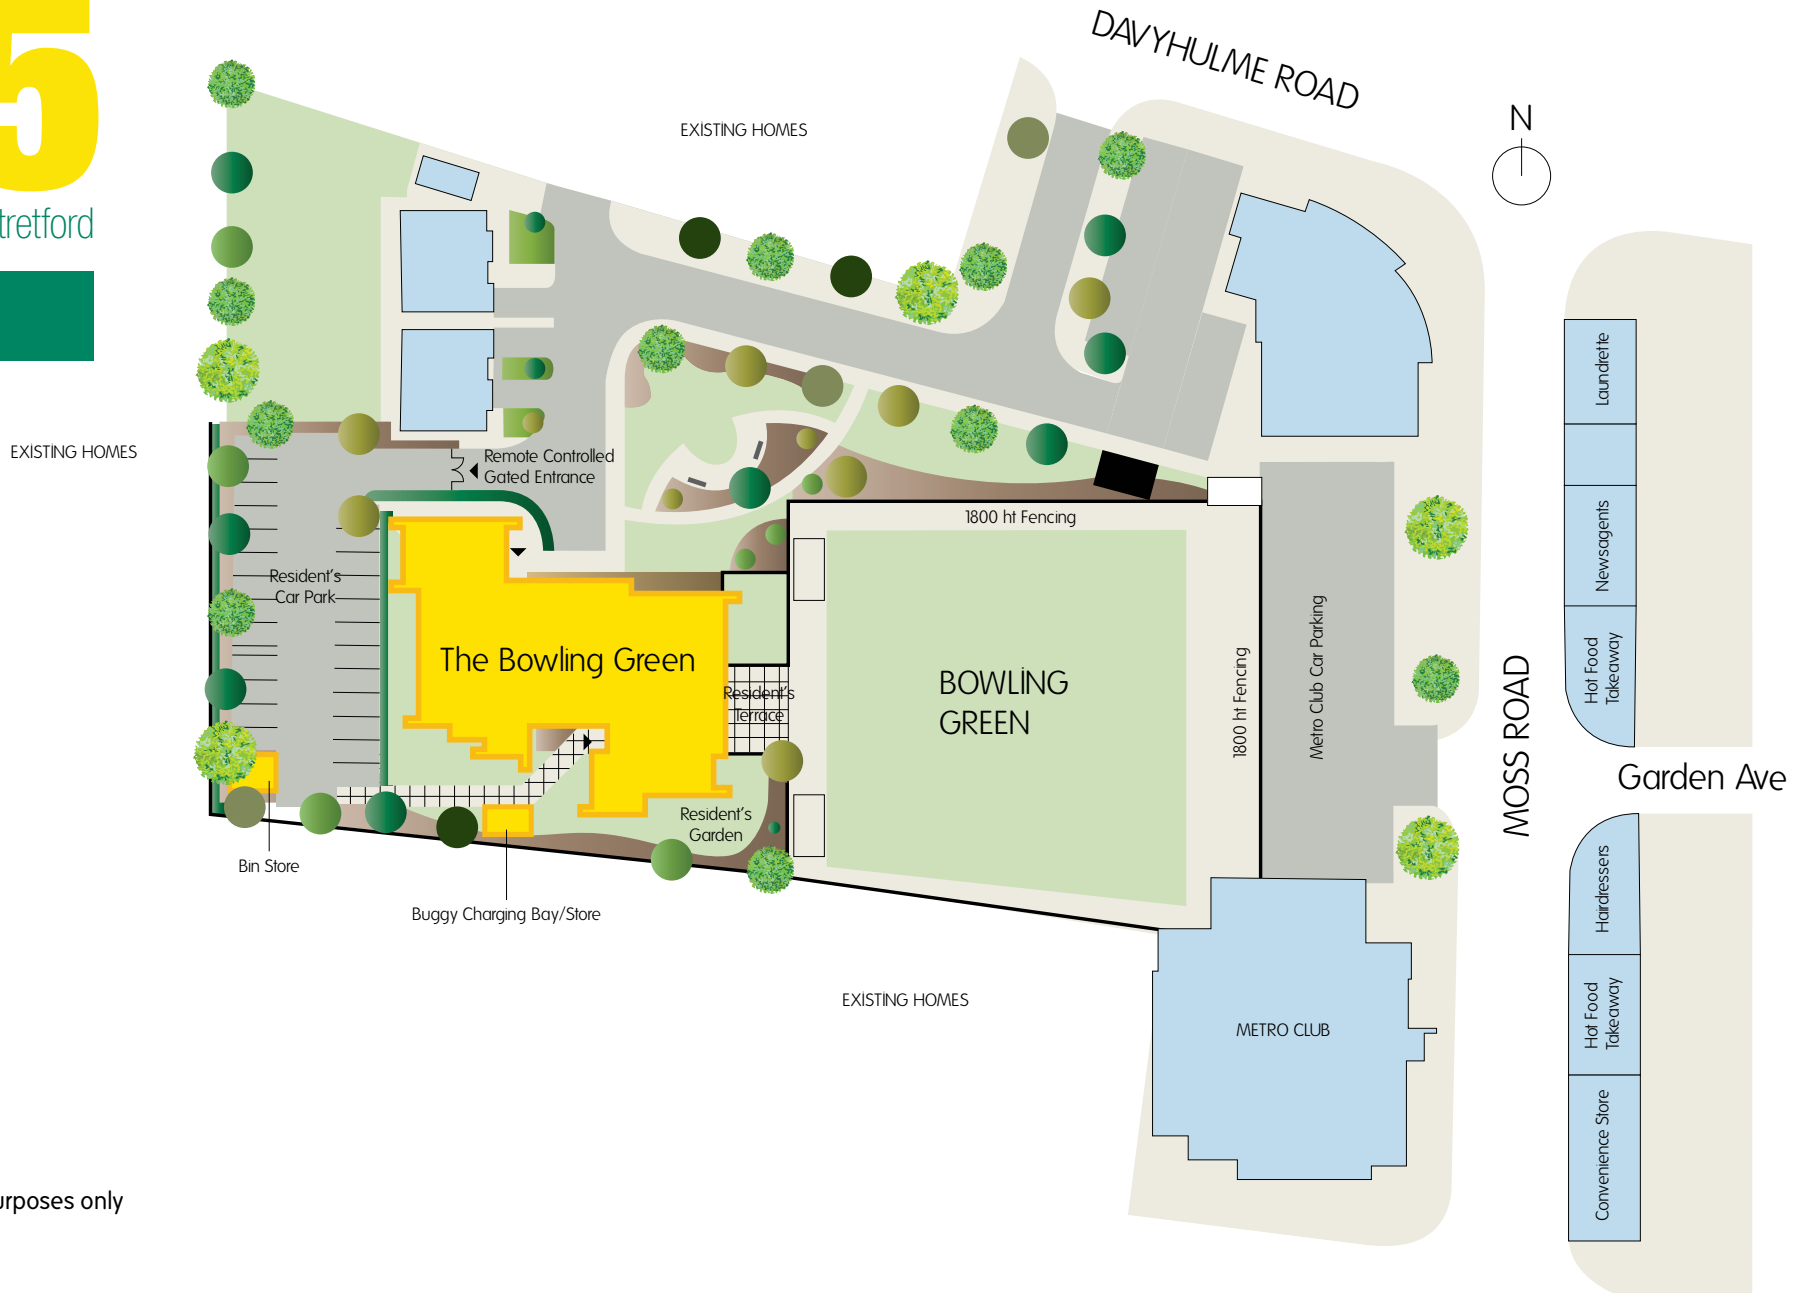 5
tretford
DAVYHULME ROAD
N
EXISTING HOMES
EXISTING HOMES
Remote Controlled
Gated Entrance
1800 ht Fencing
Resident's
Car Park
The Bowling Green
Resident's
Terrace
BOWLING
GREEN
1800 ht Fencing
Metro Club Car Parking
MOSS ROAD
Laundrette
Newsagents
Hot Food
Takeaway
Garden Ave
Resident's
Garden
Bin Store
Buggy Charging Bay/Store
Hairdressers
Hot Food
Takeaway
Convenience Store
EXISTING HOMES
METRO CLUB
urposes only